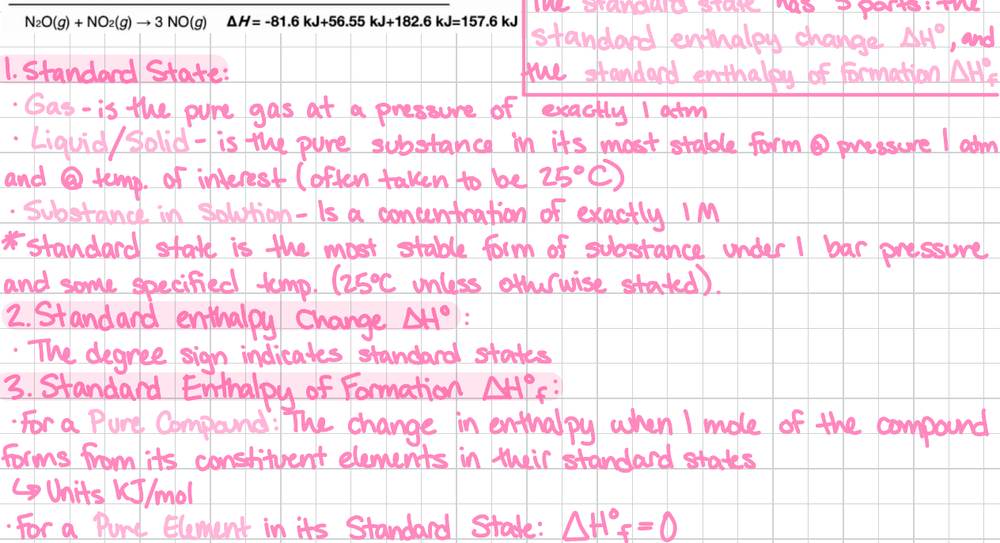 The standard state has 3 parts: the
N₂O(g) + NO₂(g) → 3 NO(g) ΔH = -81.6 kJ+56.55 kJ+182.6 kJ=157.6 kJ
standard enthalpy change ΔH°, and
the standard enthalpy of formation ΔH°f
1. Standard State:
· Gas - is the pure gas at a pressure of exactly 1 atm
· Liquid/Solid - is the pure substance in its most stable form @ pressure 1 atm
and @ temp. of interest (often taken to be 25°C)
· Substance in Solution - Is a concentration of exactly 1 M
* Standard state is the most stable form of substance under 1 bar pressure
and some specified temp. (25°C unless otherwise stated).
2. Standard enthalpy Change ΔH°:
· The degree sign indicates standard states
3. Standard Enthalpy of Formation ΔH°f:
· For a Pure Compound: The change in enthalpy when 1 mole of the compound
forms from its constituent elements in their standard states
↳ Units KJ/mol
· For a Pure Element in its Standard State: ΔH°f = 0